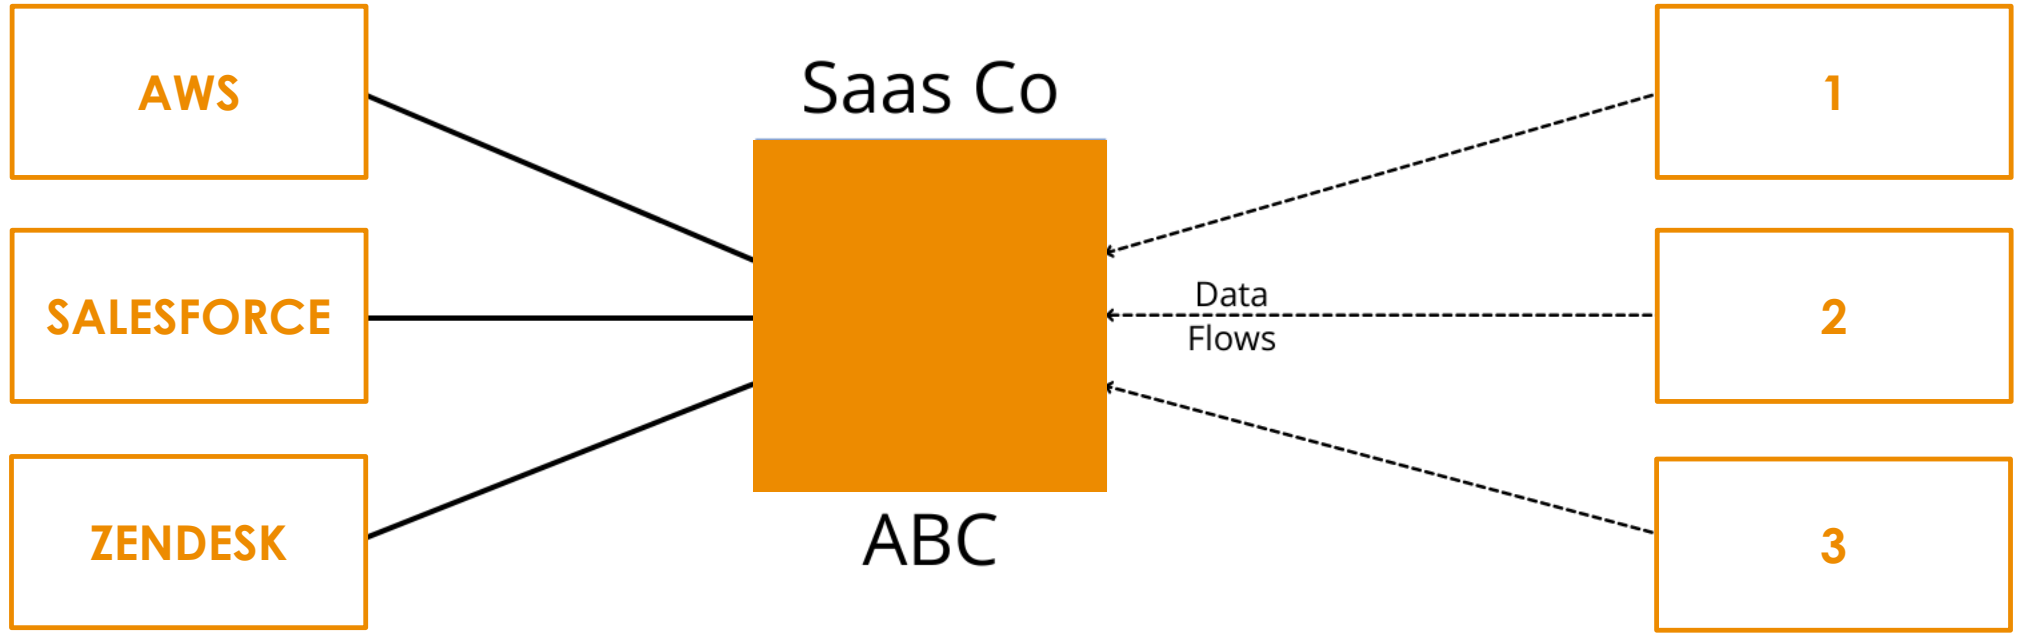 AWS
SALESFORCE
ZENDESK
Saas Co
ABC
Data
Flows
1
2
3